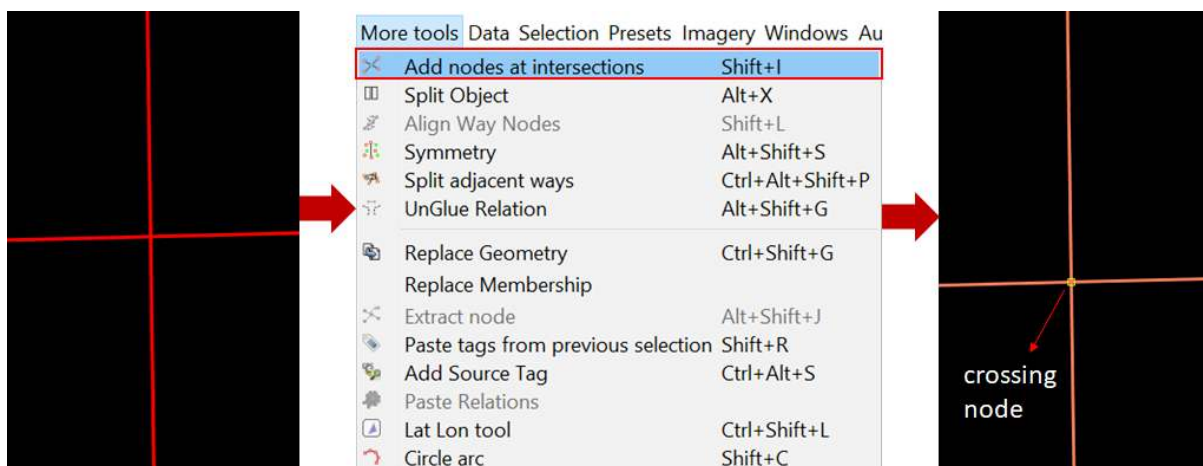 More tools Data Selection Presets Imagery Windows Au
Add nodes at intersections Shift+I
Split Object Alt+X
Align Way Nodes Shift+L
Symmetry Alt+Shift+S
Split adjacent ways Ctrl+Alt+Shift+P
UnGlue Relation Alt+Shift+G
Replace Geometry Ctrl+Shift+G
Replace Membership
Extract node Alt+Shift+J
Paste tags from previous selection Shift+R
Add Source Tag Ctrl+Alt+S
Paste Relations
Lat Lon tool Ctrl+Shift+L
Circle arc Shift+C
crossing
node